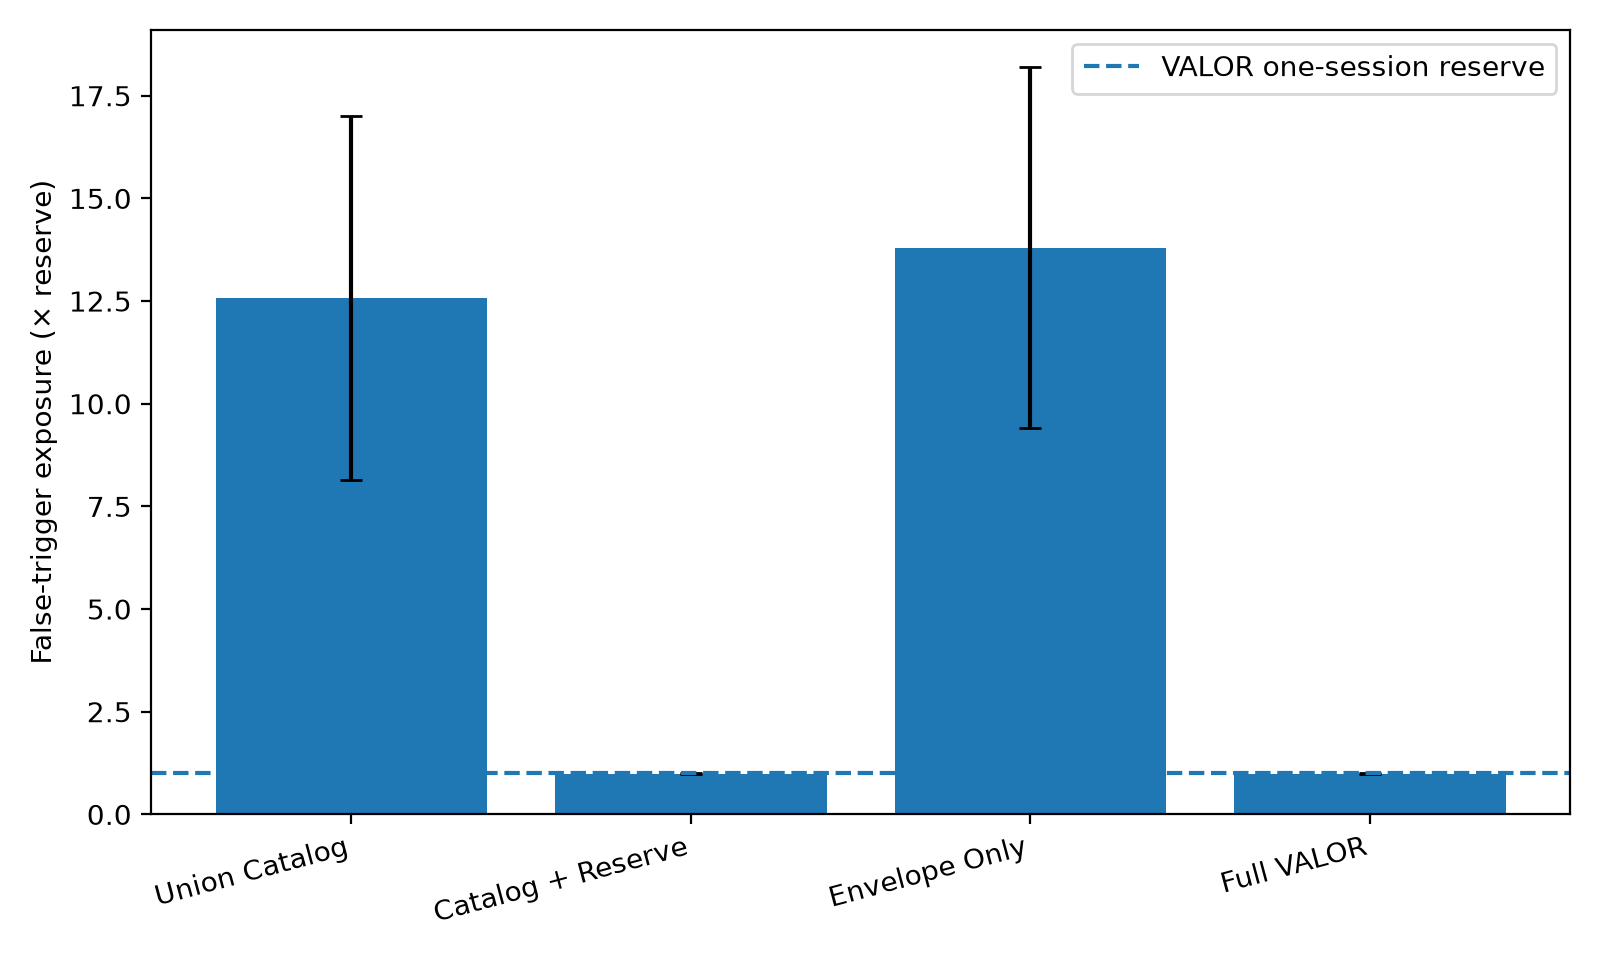 VALOR one-session reserve
False-trigger exposure (× reserve)
17.5
15.0
12.5
10.0
7.5
5.0
2.5
0.0
Union Catalog
Catalog + Reserve
Envelope Only
Full VALOR